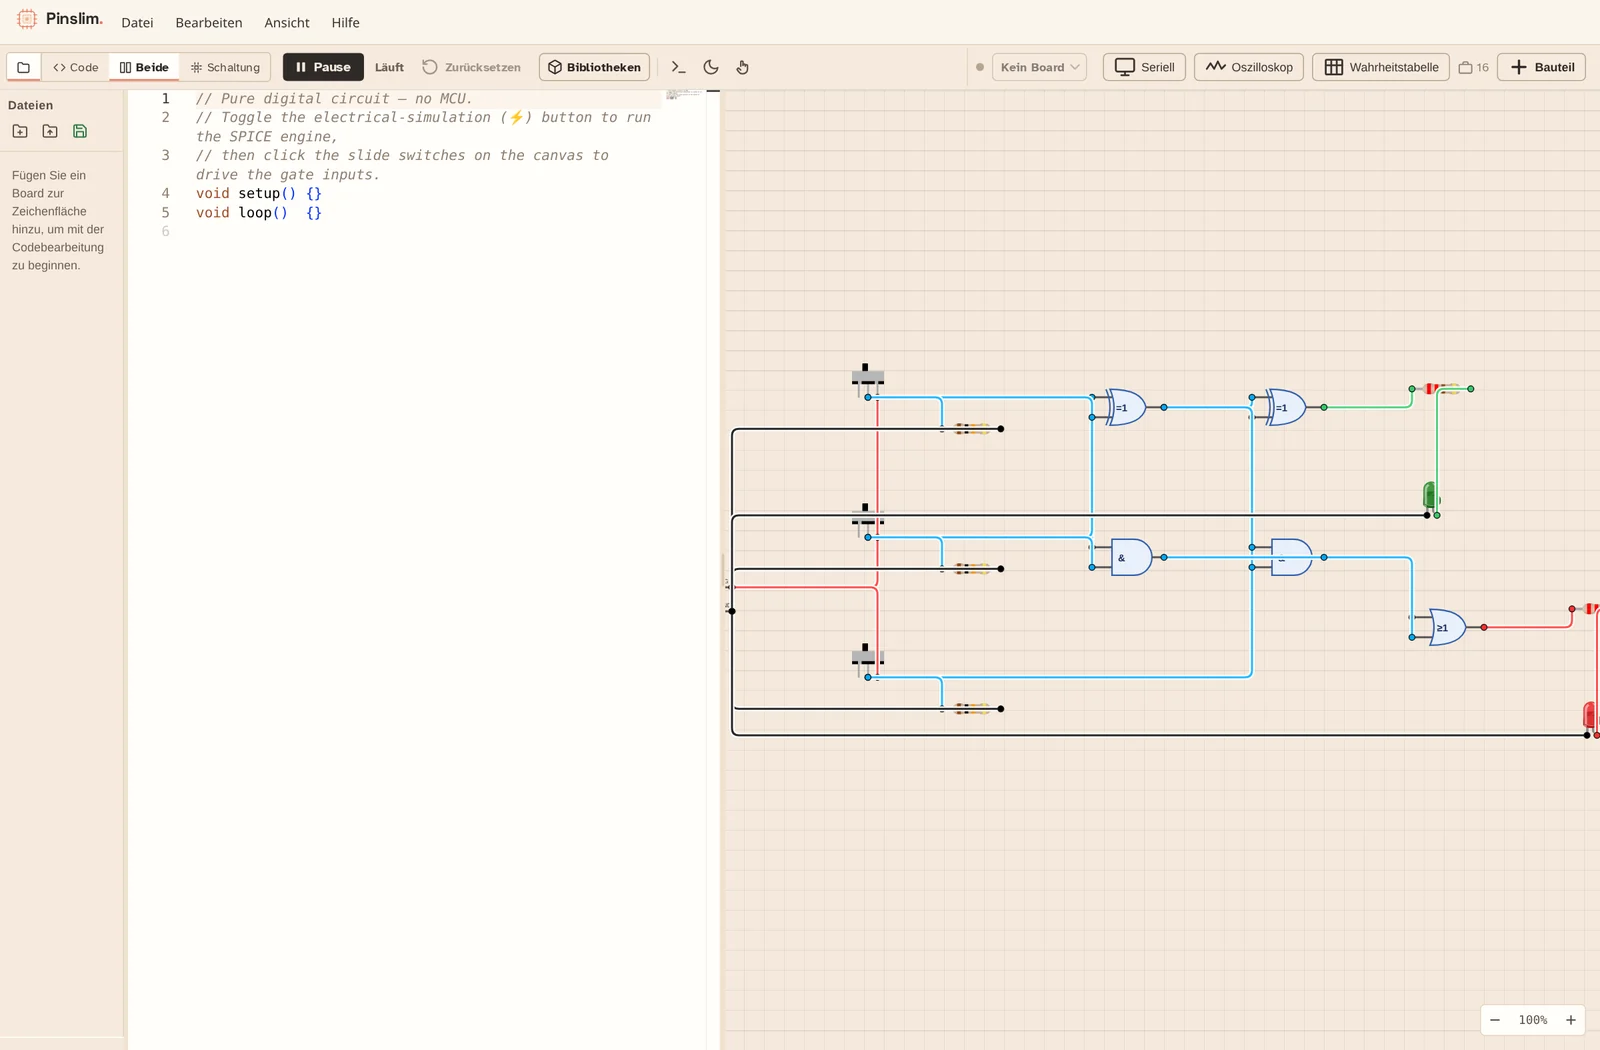 Pinslim.
Datei
Bearbeiten
Ansicht
Hilfe
Code
Beide
Schaltung
Pause
Läuft
Zurücksetzen
Bibliotheken
Kein Board
Seriell
Oszilloskop
Wahrheitstabelle
16
Bauteil
Dateien
Fügen Sie ein
Board zur
Zeichenfläche
hinzu, um mit der
Codebearbeitung
zu beginnen.
1 // Pure digital circuit — no MCU.
2 // Toggle the electrical-simulation (⚡) button to run
the SPICE engine,
3 // then click the slide switches on the canvas to
drive the gate inputs.
4 void setup() {}
5 void loop()  {}
6
=1
=1
&
≥1
100%